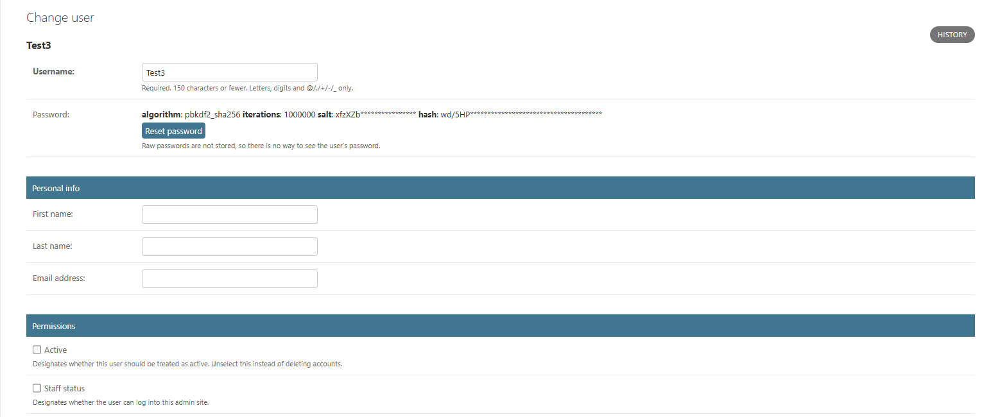 Change user
HISTORY
Test3
Username:
Test3
Required. 150 characters or fewer. Letters, digits and @/./+/-/_ only.
Password:
algorithm: pbkdf2_sha256 iterations: 1000000 salt: xfzXZb**************** hash: wd/5HP**************************************
Reset password
Raw passwords are not stored, so there is no way to see the user's password.
Personal info
First name:
Last name:
Email address:
Permissions
Active
Designates whether this user should be treated as active. Unselect this instead of deleting accounts.
Staff status
Designates whether the user can log into this admin site.